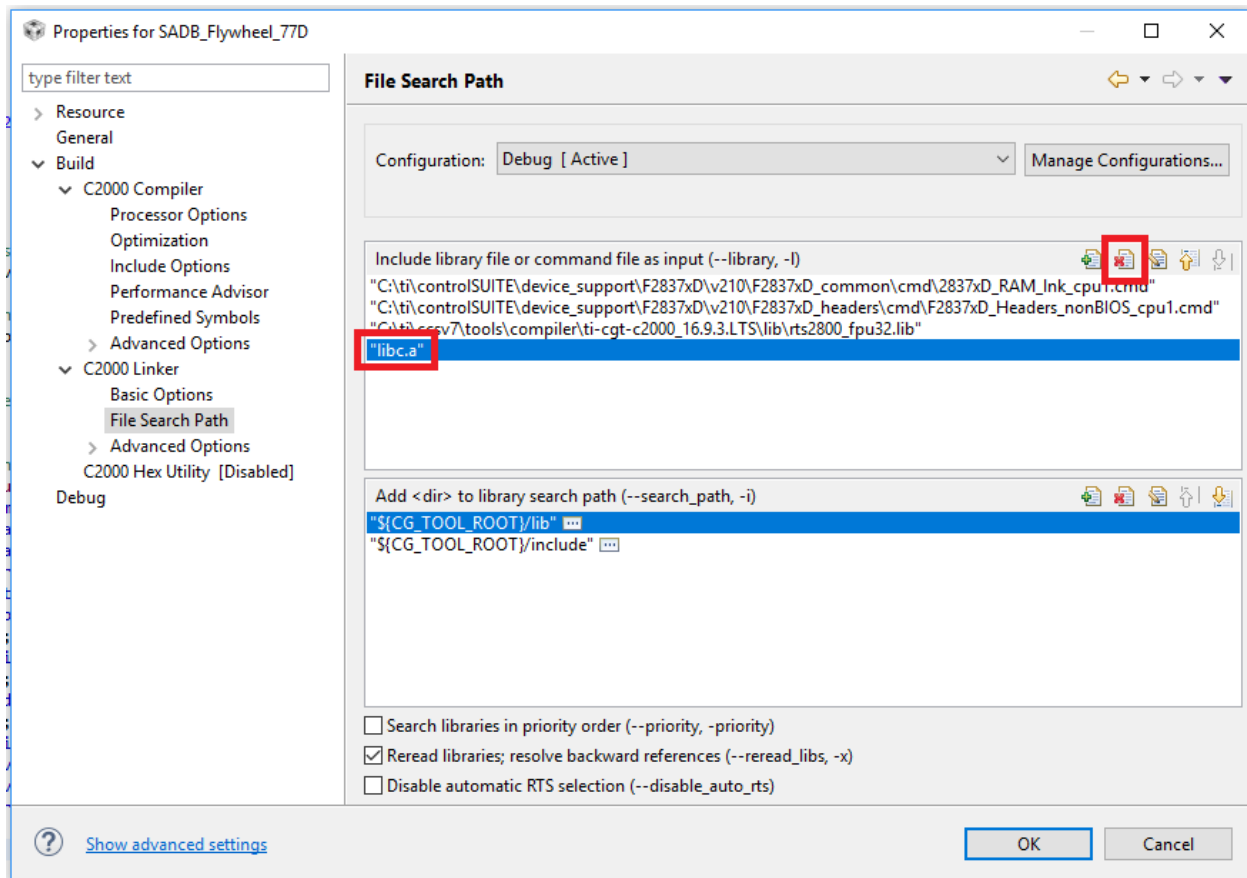 Properties for SADB_Flywheel_77D
type filter text
Resource
General
Build
C2000 Compiler
Processor Options
Optimization
Include Options
Performance Advisor
Predefined Symbols
Advanced Options
C2000 Linker
Basic Options
File Search Path
Advanced Options
C2000 Hex Utility [Disabled]
Debug
File Search Path
Configuration: Debug [ Active ] Manage Configurations...
Include library file or command file as input (--library, -l)
"C:\ti\controlSUITE\device_support\F2837xD\v210\F2837xD_common\cmd\2837xD_RAM_lnk_cpu1.cmd"
"C:\ti\controlSUITE\device_support\F2837xD\v210\F2837xD_headers\cmd\F2837xD_Headers_nonBIOS_cpu1.cmd"
"C:\ti\ccsv7\tools\compiler\ti-cgt-c2000_16.9.3.LTS\lib\rts2800_fpu32.lib"
"libc.a"
Add <dir> to library search path (--search_path, -i)
"${CG_TOOL_ROOT}/lib"
"${CG_TOOL_ROOT}/include"
Search libraries in priority order (--priority, -priority)
Reread libraries; resolve backward references (--reread_libs, -x)
Disable automatic RTS selection (--disable_auto_rts)
Show advanced settings
OK Cancel